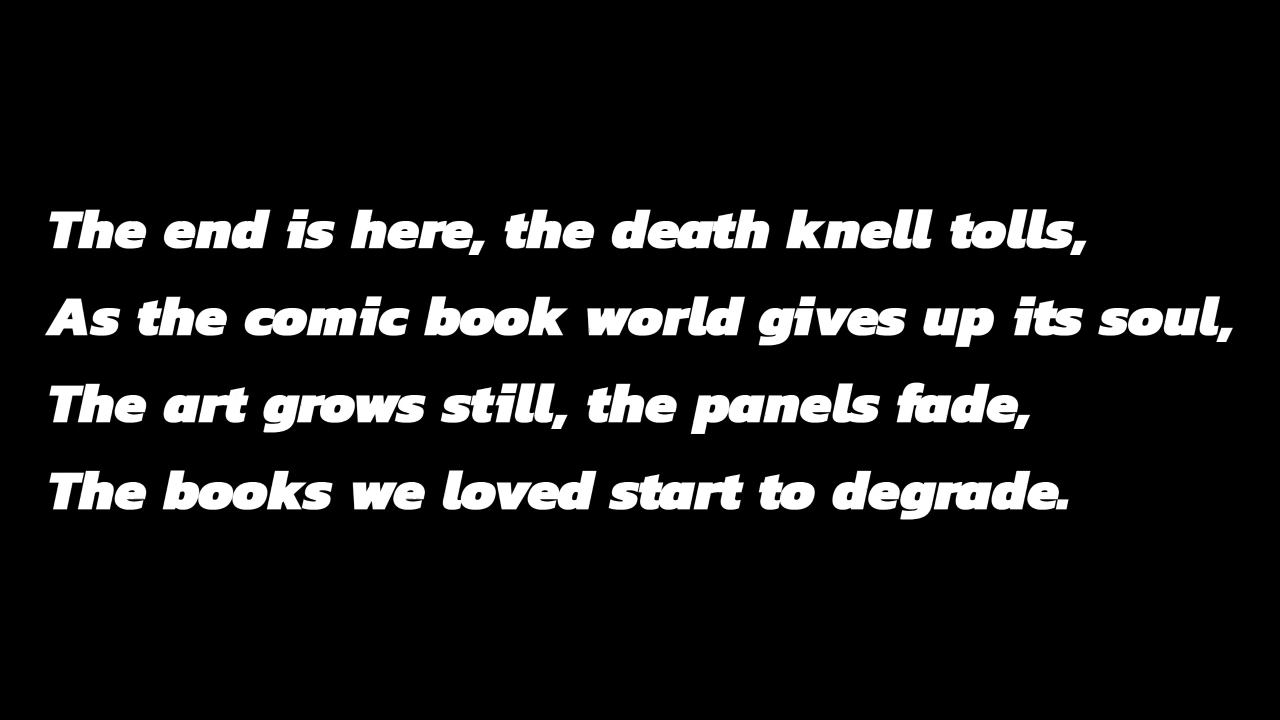 The end is here, the death knell tolls,
As the comic book world gives up its soul,
The art grows still, the panels fade,
The books we loved start to degrade.